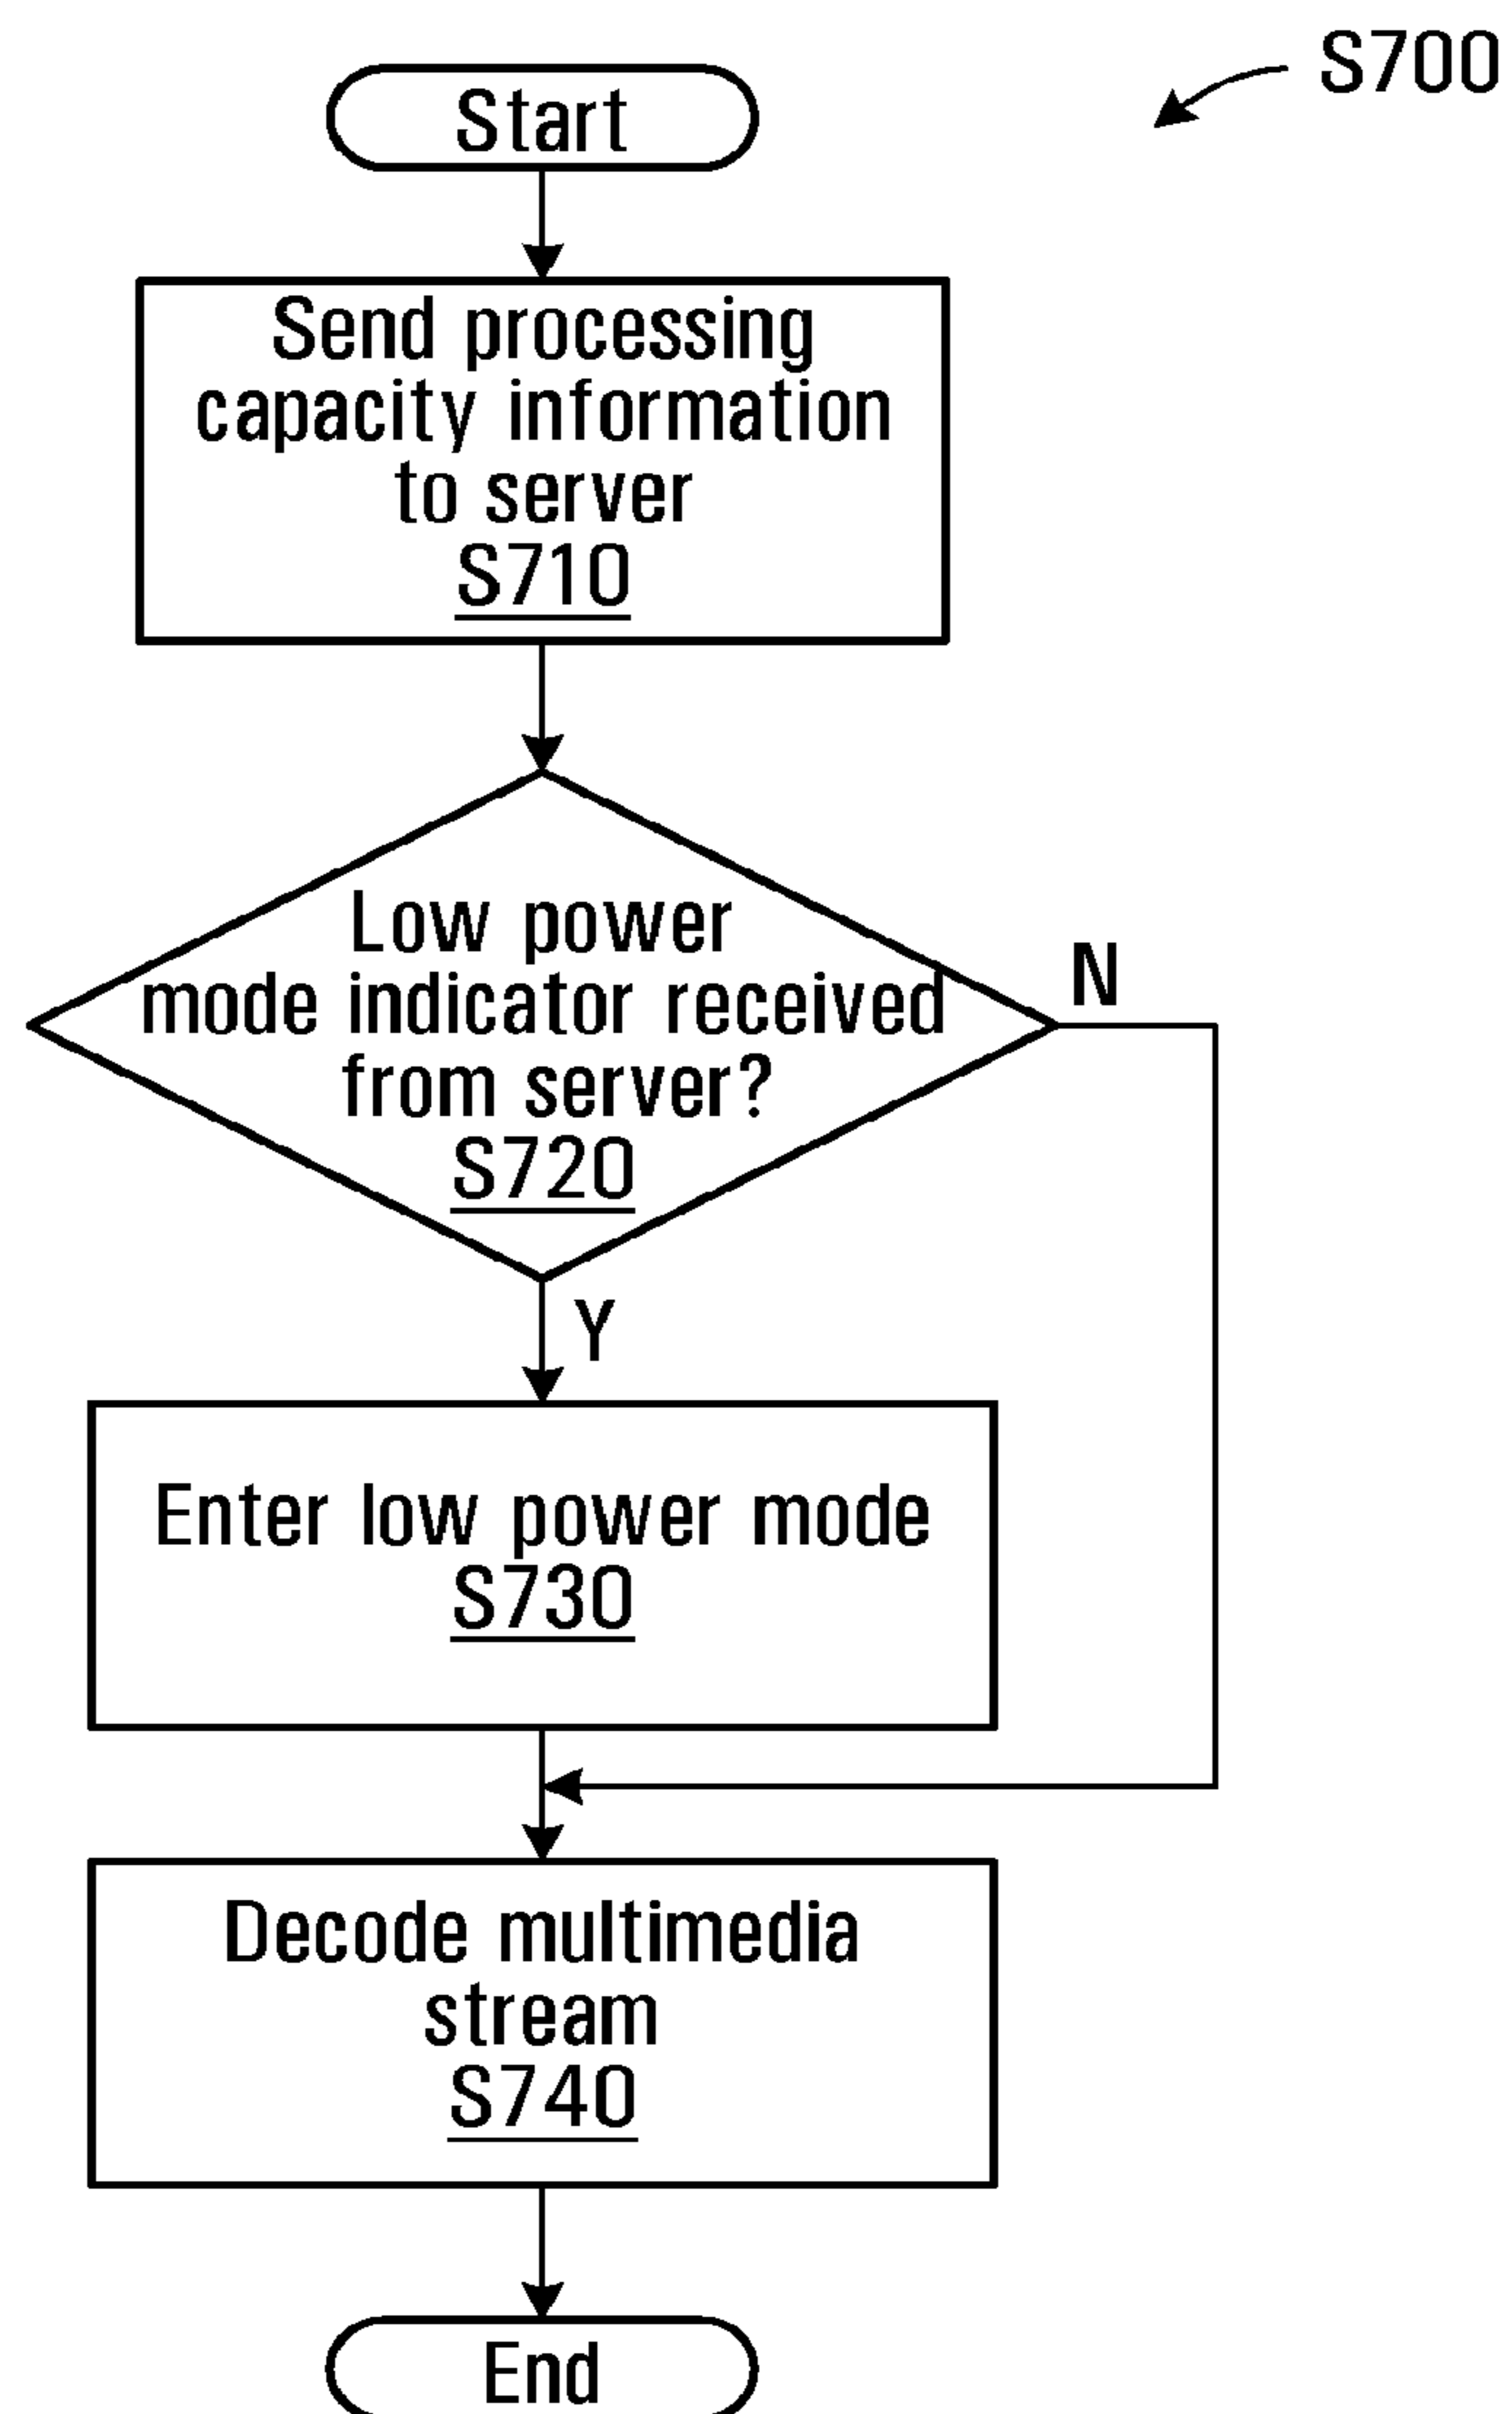 S700
Start
Send processing
capacity information
to server
S710
Low power
mode indicator received
from server?
S720
N
Y
Enter low power mode
S730
Decode multimedia
stream
S740
End